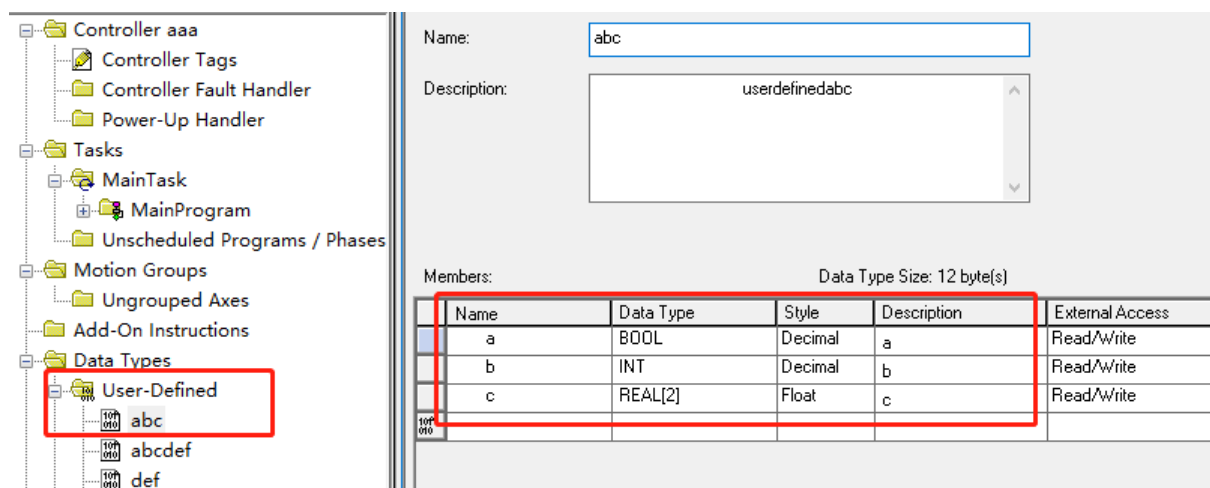 Controller aaa
Controller Tags
Controller Fault Handler
Power-Up Handler
Tasks
MainTask
MainProgram
Unscheduled Programs / Phases
Motion Groups
Ungrouped Axes
Add-On Instructions
Data Types
User-Defined
abc
abcdef
def
Name: abc
Description: userdefinedabc
Members: Data Type Size: 12 byte(s)
Name Data Type Style Description External Access
a BOOL Decimal a Read/Write
b INT Decimal b Read/Write
c REAL[2] Float c Read/Write